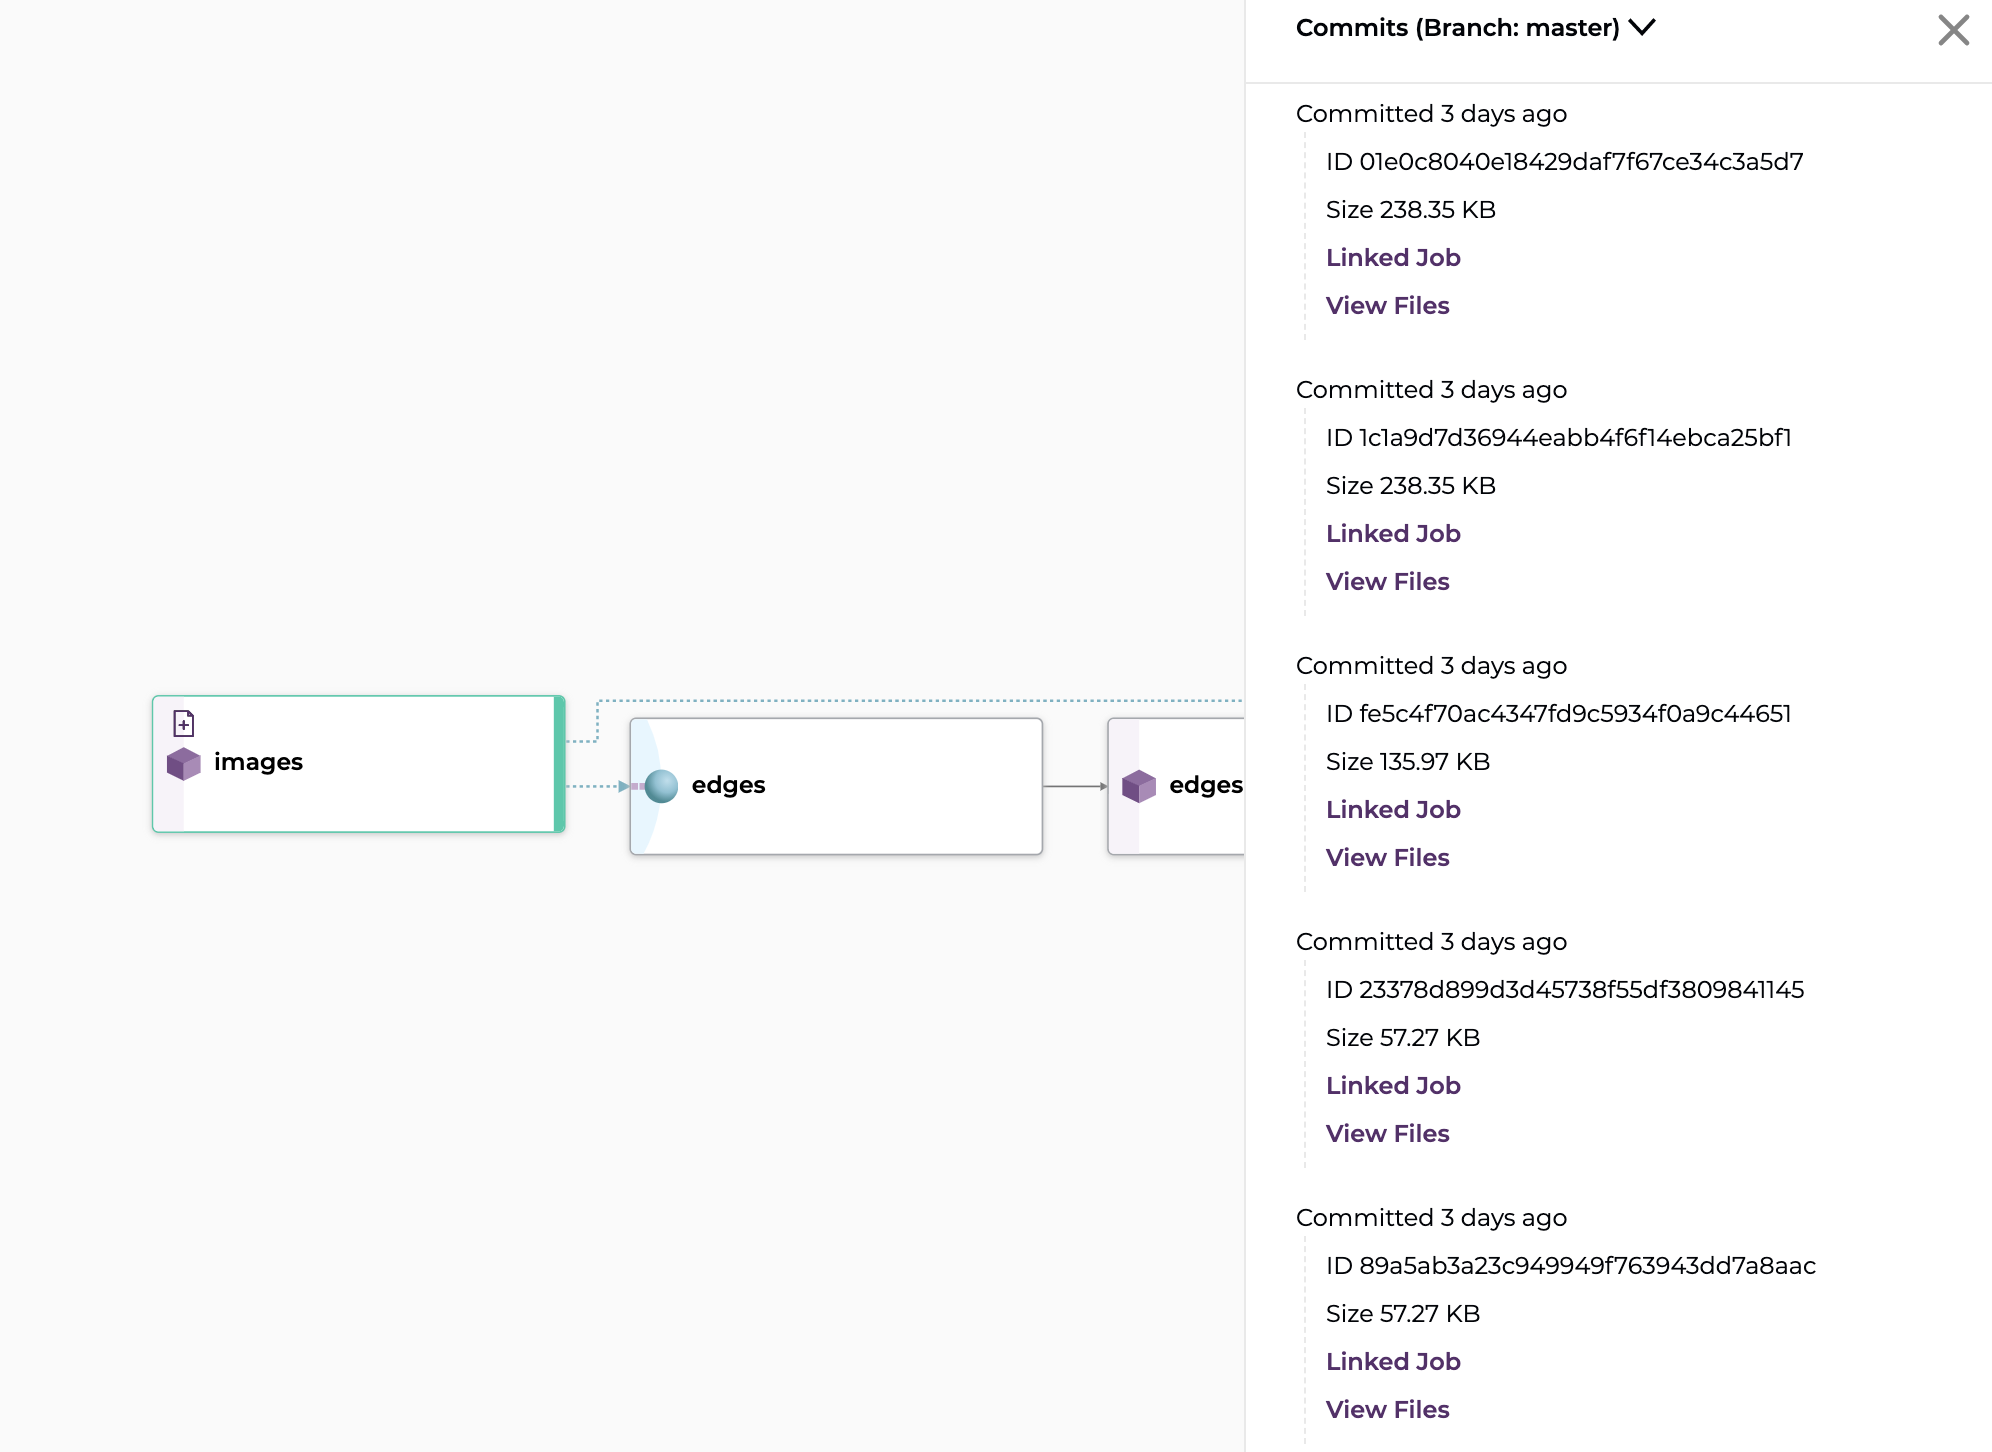 Commits (Branch: master)
Committed 3 days ago
ID 01e0c8040e18429daf7f67ce34c3a5d7
Size 238.35 KB
Linked Job
View Files
Committed 3 days ago
ID 1c1a9d7d36944eabb4f6f14ebca25bf1
Size 238.35 KB
Linked Job
View Files
Committed 3 days ago
ID fe5c4f70ac4347fd9c5934f0a9c44651
Size 135.97 KB
Linked Job
View Files
Committed 3 days ago
ID 23378d899d3d45738f55df3809841145
Size 57.27 KB
Linked Job
View Files
Committed 3 days ago
ID 89a5ab3a23c949949f763943dd7a8aac
Size 57.27 KB
Linked Job
View Files
images
edges
edges